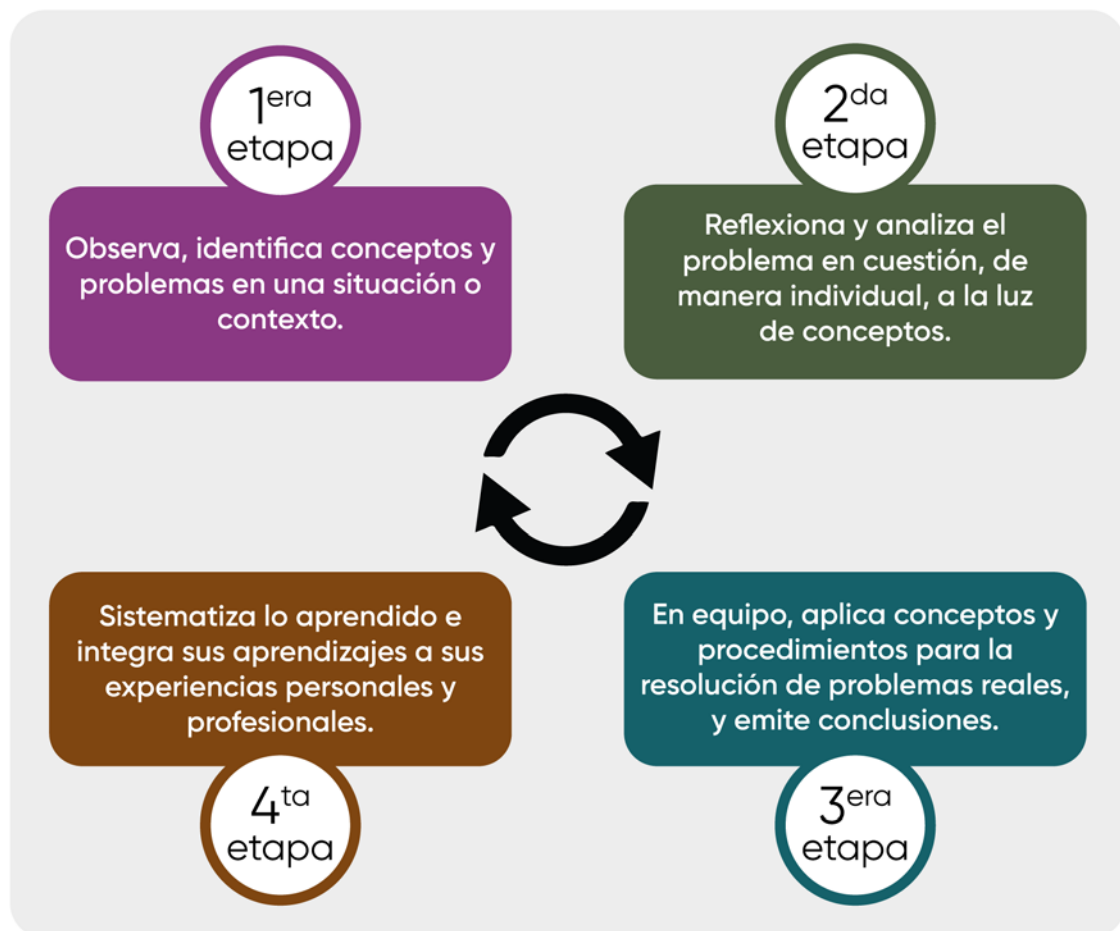 1era
etapa
Observa, identifica conceptos y
problemas en una situación o
contexto.
2da
etapa
Reflexiona y analiza el
problema en cuestión, de
manera individual, a la luz
de conceptos.
En equipo, aplica conceptos y
procedimientos para la
resolución de problemas reales,
y emite conclusiones.
3era
etapa
Sistematiza lo aprendido e
integra sus aprendizajes a sus
experiencias personales y
profesionales.
4ta
etapa